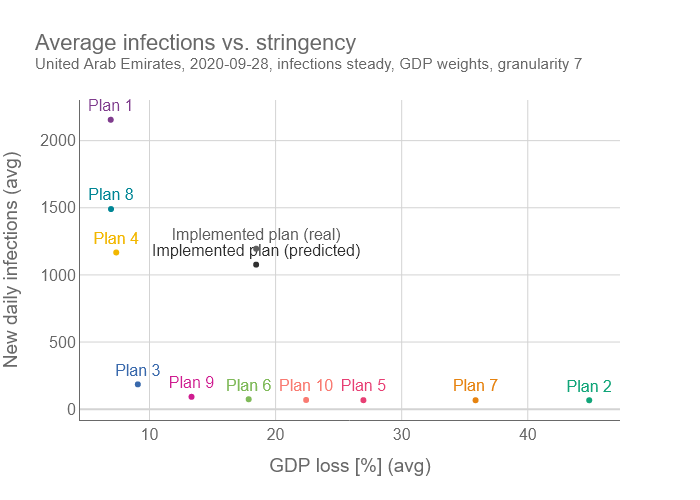 Average infections vs. stringency
United Arab Emirates, 2020-09-28, infections steady, GDP weights, granularity 7
New daily infections (avg)
Plan 1
2000
Plan 8
1500
Plan 4
Implemented plan (real)
Implemented plan (predicted)
1000
500
Plan 3
Plan 9
Plan 6
Plan 10
Plan 5
Plan 7
Plan 2
0
10
20
30
40
GDP loss [%] (avg)